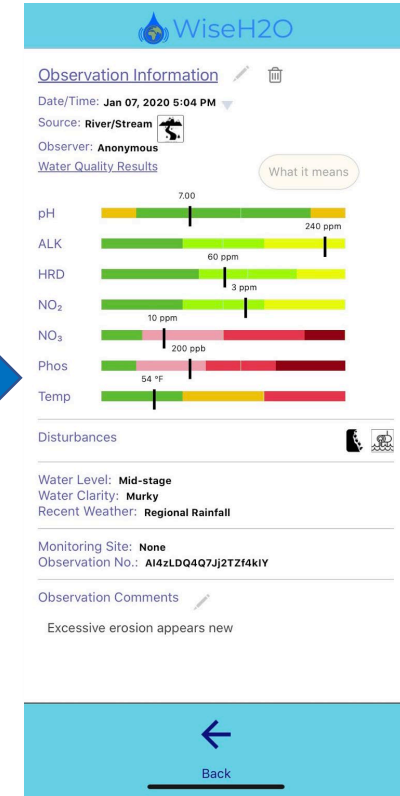 WiseH2O
Observation Information
Date/Time: Jan 07, 2020 5:04 PM
Source: River/Stream
Observer: Anonymous
Water Quality Results
What it means
7.00
pH
240 ppm
ALK
60 ppm
HRD
3 ppm
NO₂
10 ppm
NO₃
200 ppb
Phos
54 °F
Temp
Disturbances
Water Level: Mid-stage
Water Clarity: Murky
Recent Weather: Regional Rainfall
Monitoring Site: None
Observation No.: AI4zLDQ4Q7Jj2TZf4kIY
Observation Comments
Excessive erosion appears new
Back